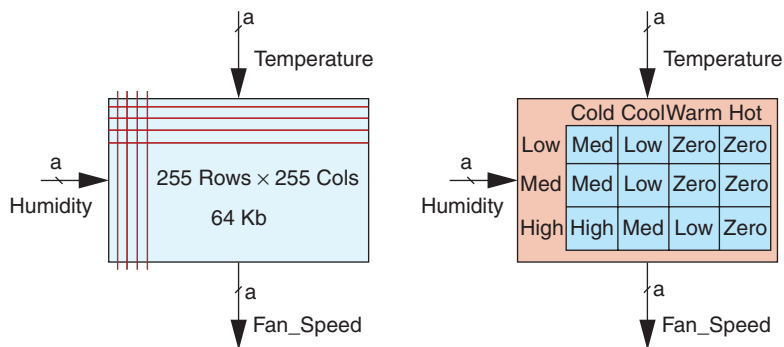 a
Temperature
a
Humidity
255 Rows × 255 Cols
64 Kb
a
Fan_Speed
a
Temperature
a
Humidity
Cold Cool Warm Hot
Low Med Low Zero Zero
Med Med Low Zero Zero
High High Med Low Zero
a
Fan_Speed